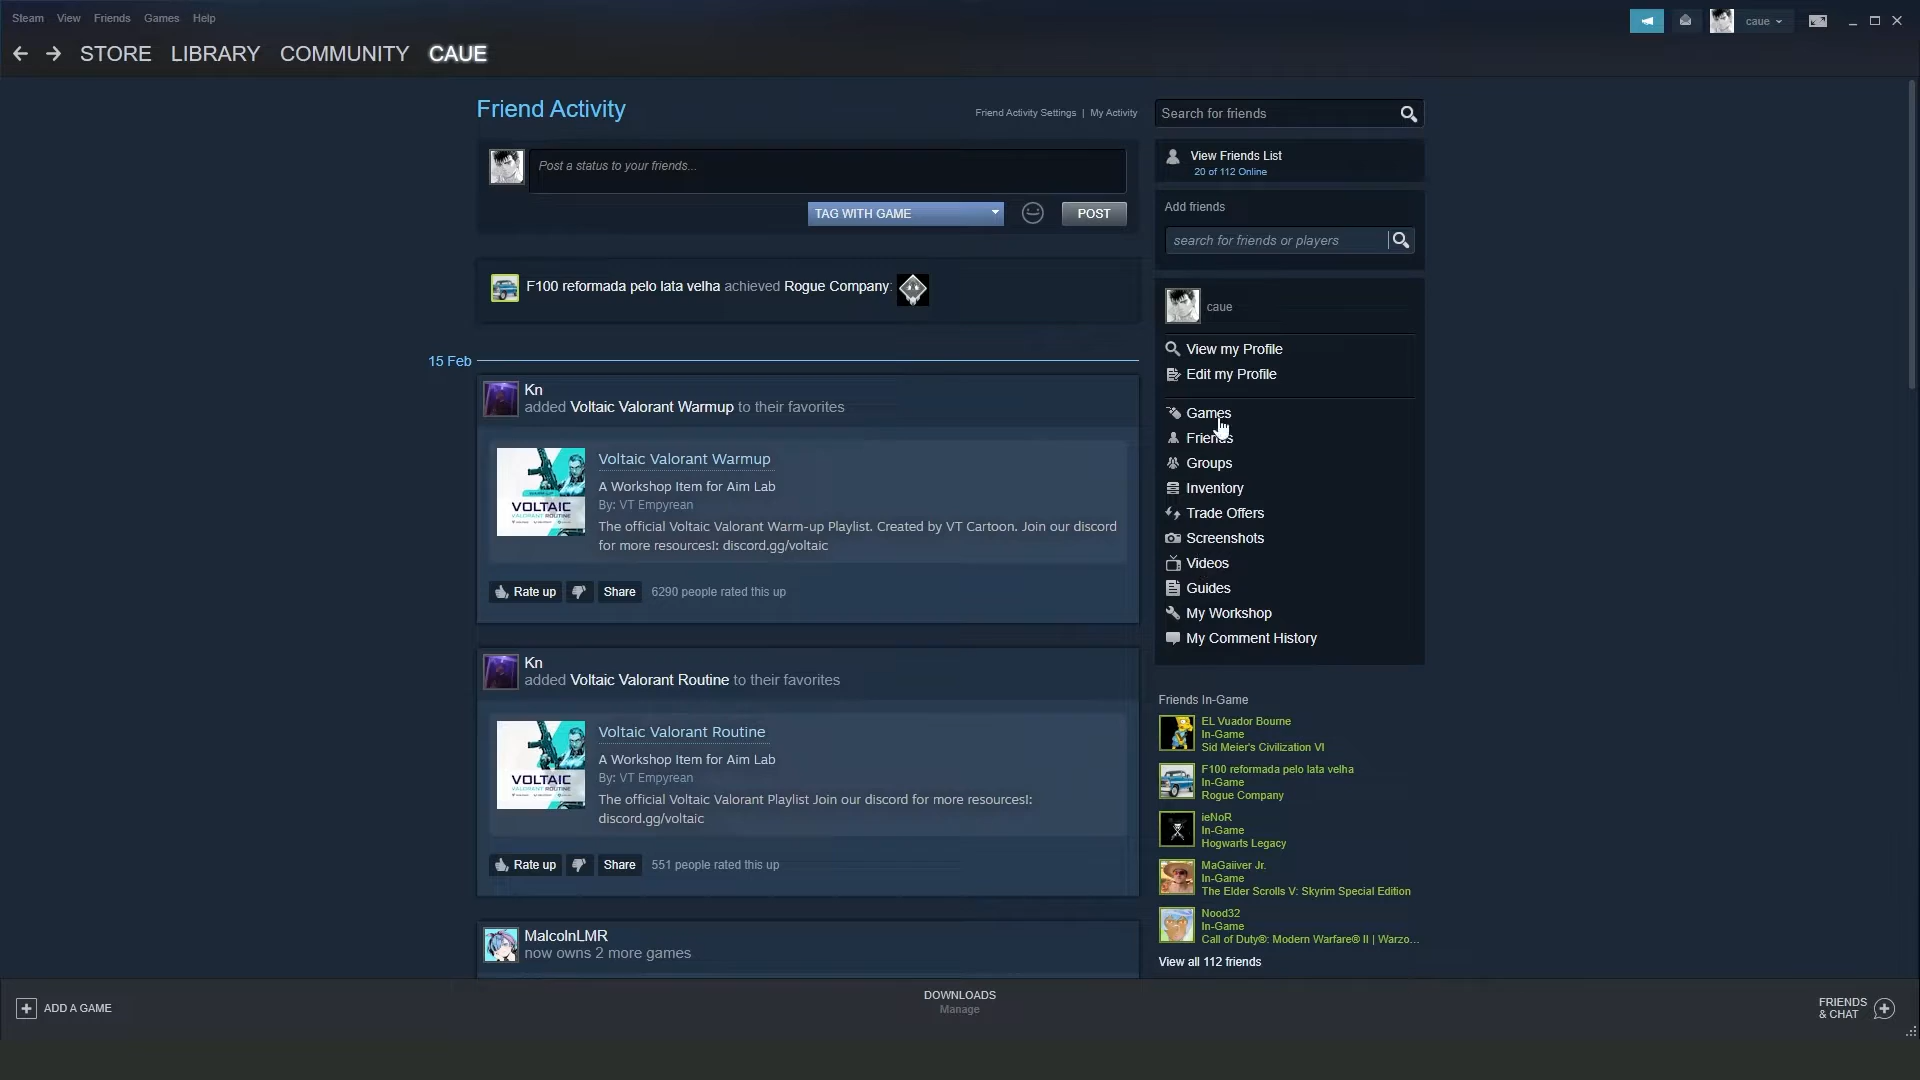 Steam View Friends Games Help
caue
STORE LIBRARY COMMUNITY CAUE
Friend Activity
Friend Activity Settings | My Activity
Post a status to your friends...
TAG WITH GAME
POST
F100 reformada pelo lata velha achieved Rogue Company:
15 Feb
Kn
added Voltaic Valorant Warmup to their favorites
VOLTAIC
VALORANT ROUTINE
Voltaic Valorant Warmup
A Workshop Item for Aim Lab
By: VT Empyrean
The official Voltaic Valorant Warm-up Playlist. Created by VT Cartoon. Join our discord
for more resources!: discord.gg/voltaic
Rate up
Share
6290 people rated this up
Kn
added Voltaic Valorant Routine to their favorites
VOLTAIC
VALORANT ROUTINE
Voltaic Valorant Routine
A Workshop Item for Aim Lab
By: VT Empyrean
The official Voltaic Valorant Playlist Join our discord for more resources!:
discord.gg/voltaic
Rate up
Share
551 people rated this up
MalcolnLMR
now owns 2 more games
Search for friends
View Friends List
20 of 112 Online
Add friends
search for friends or players
caue
View my Profile
Edit my Profile
Games
Friends
Groups
Inventory
Trade Offers
Screenshots
Videos
Guides
My Workshop
My Comment History
Friends In-Game
EL Vuador Bourne
In-Game
Sid Meier's Civilization VI
F100 reformada pelo lata velha
In-Game
Rogue Company
ieNoR
In-Game
Hogwarts Legacy
MaGaiiver Jr.
In-Game
The Elder Scrolls V: Skyrim Special Edition
Nood32
In-Game
Call of Duty®: Modern Warfare® II | Warzo...
View all 112 friends
ADD A GAME
DOWNLOADS
Manage
FRIENDS
& CHAT